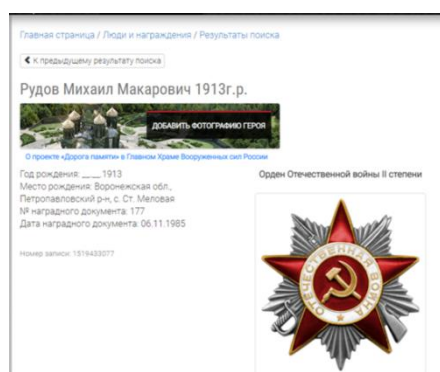 Главная страница / Люди и награждения / Результаты поиска
К предыдущему результату поиска
Рудов Михаил Макарович 1913г.р.
ДОБАВИТЬ ФОТОГРАФИЮ ГЕРОЯ
О проекте «Дорога памяти» в Главном Храме Вооруженных сил России
Год рождения: __.__.1913
Место рождения: Воронежская обл.,
Петропавловский р-н, с. Ст. Меловая
№ наградного документа: 177
Дата наградного документа: 06.11.1985
Номер записи: 1519433077
Орден Отечественной войны II степени
ОТЕЧЕСТВЕННАЯ ВОЙНА